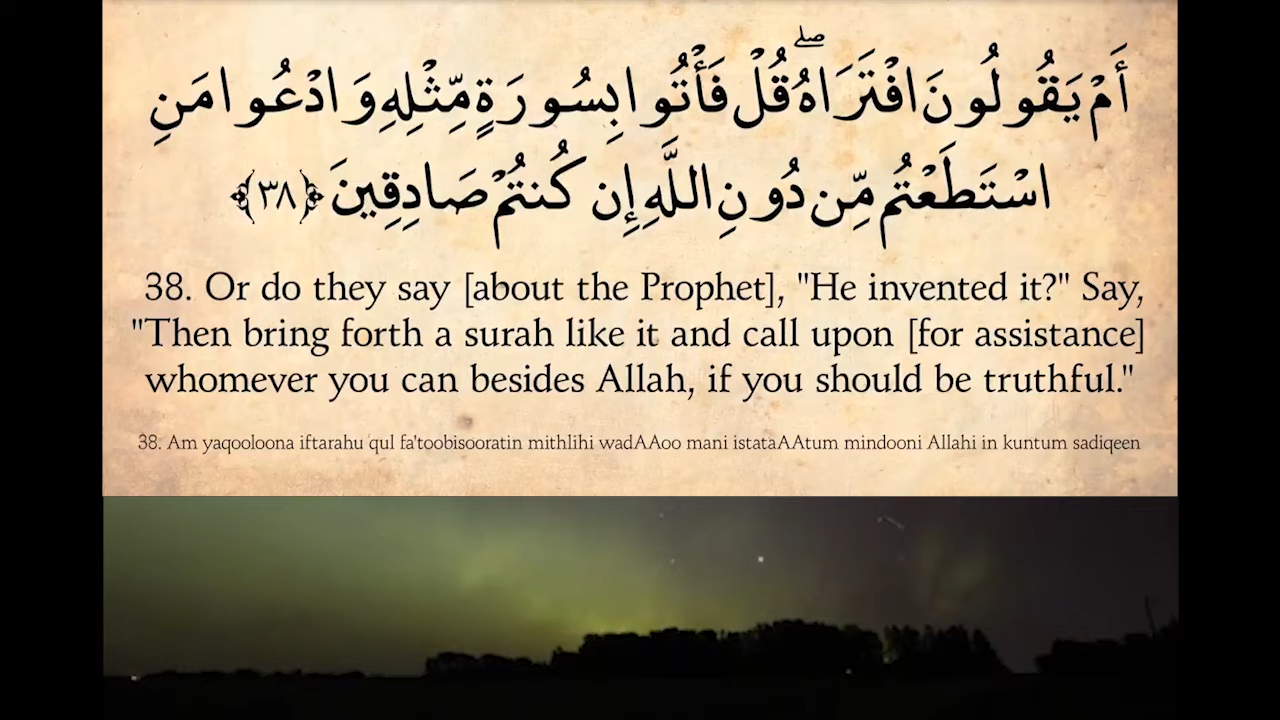 أَمْ يَقُولُونَ افْتَرَاهُ ۖ قُلْ فَأْتُوا بِسُورَةٍ مِّثْلِهِ وَادْعُوا مَنِ
اسْتَطَعْتُم مِّن دُونِ اللَّهِ إِن كُنتُمْ صَادِقِينَ ﴿٣٨﴾
38. Or do they say [about the Prophet], "He invented it?" Say,
"Then bring forth a surah like it and call upon [for assistance]
whomever you can besides Allah, if you should be truthful."
38. Am yaqooloona iftarahu qul fa'toobisooratin mithlihi wadAAoo mani istataAAtum mindooni Allahi in kuntum sadiqeen